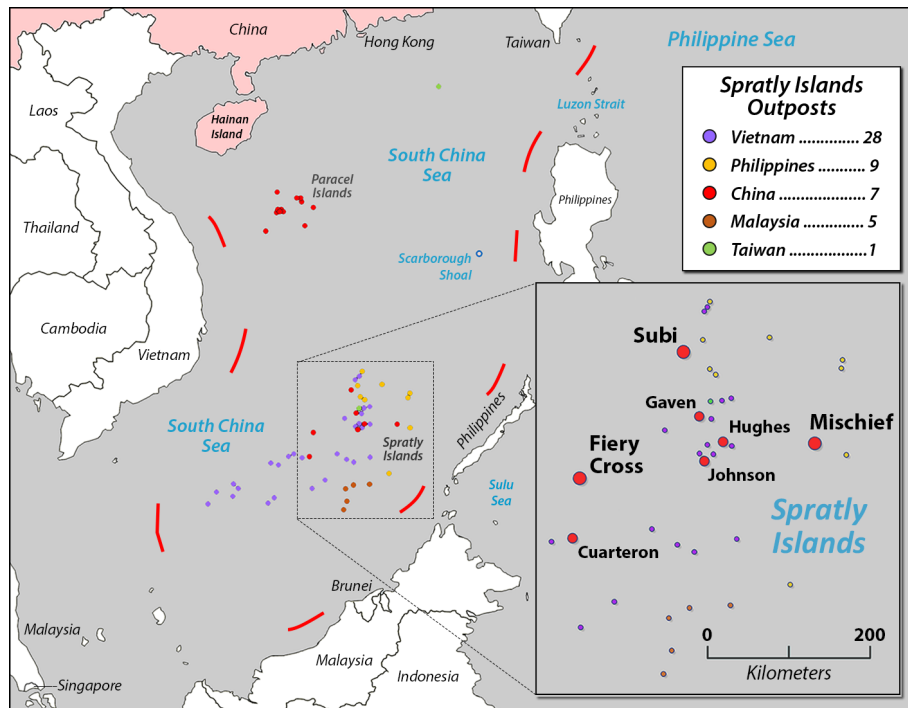 China
Hong Kong
Taiwan
Philippine Sea
Laos
Hainan
Island
Luzon Strait
South China
Sea
Paracel
Islands
Philippines
Thailand
Scarborough
Shoal
Cambodia
Vietnam
South China
Sea
Spratly
Islands
Philippines
Sulu
Sea
Brunei
Malaysia
Malaysia
Indonesia
Singapore
Spratly Islands
Outposts
Vietnam .............. 28
Philippines ........... 9
China ................... 7
Malaysia .............. 5
Taiwan ..................1
Subi
Gaven
Hughes
Mischief
Fiery
Cross
Johnson
Spratly
Islands
Cuarteron
0
200
Kilometers